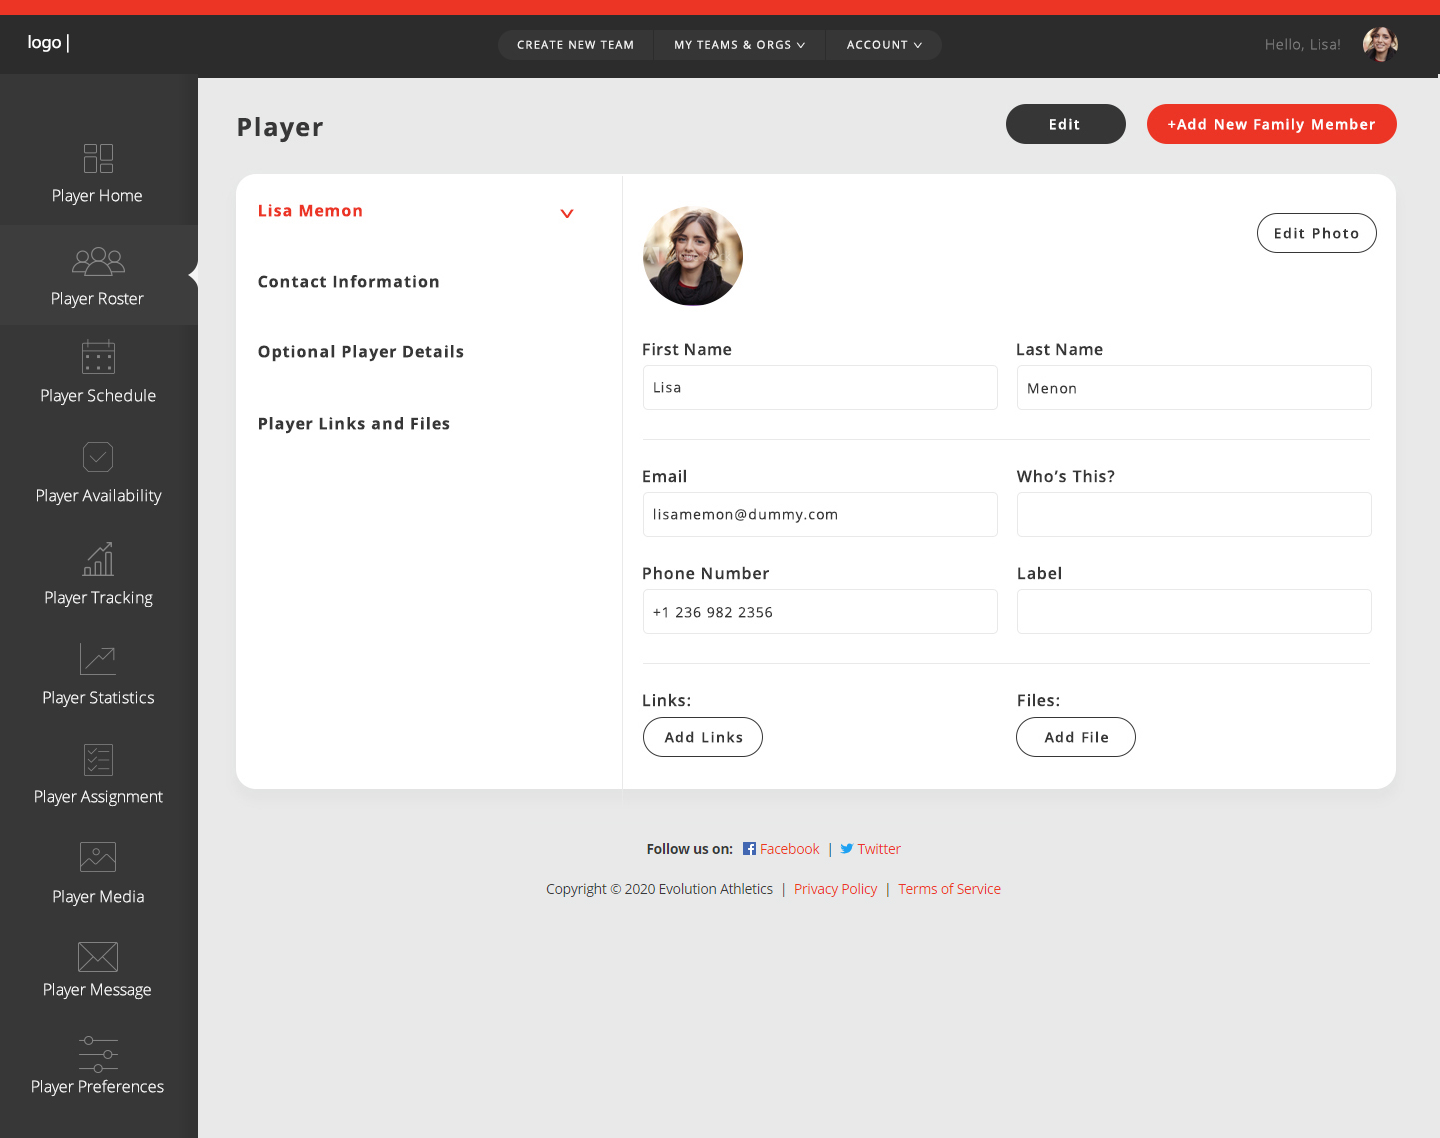 logo |
CREATE NEW TEAM
MY TEAMS & ORGS
ACCOUNT
Hello, Lisa!
Player Home
Player Roster
Player Schedule
Player Availability
Player Tracking
Player Statistics
Player Assignment
Player Media
Player Message
Player Preferences
Player
Edit
+Add New Family Member
Lisa Memon
Contact Information
Optional Player Details
Player Links and Files
Edit Photo
First Name
Last Name
Lisa
Menon
Email
Who’s This?
lisamemon@dummy.com
Phone Number
Label
+1 236 982 2356
Links:
Files:
Add Links
Add File
Follow us on: Facebook | Twitter
Copyright © 2020 Evolution Athletics | Privacy Policy | Terms of Service